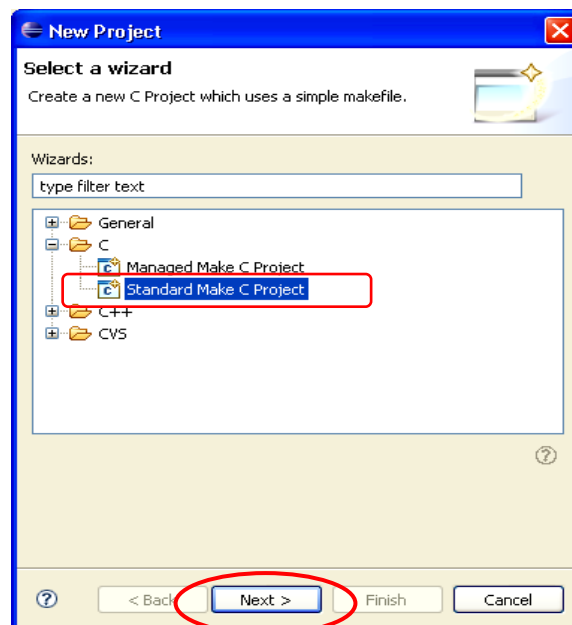 New Project
Select a wizard
Create a new C Project which uses a simple makefile.
Wizards:
type filter text
General
C
Managed Make C Project
Standard Make C Project
C++
CVS
< Back Next > Finish Cancel